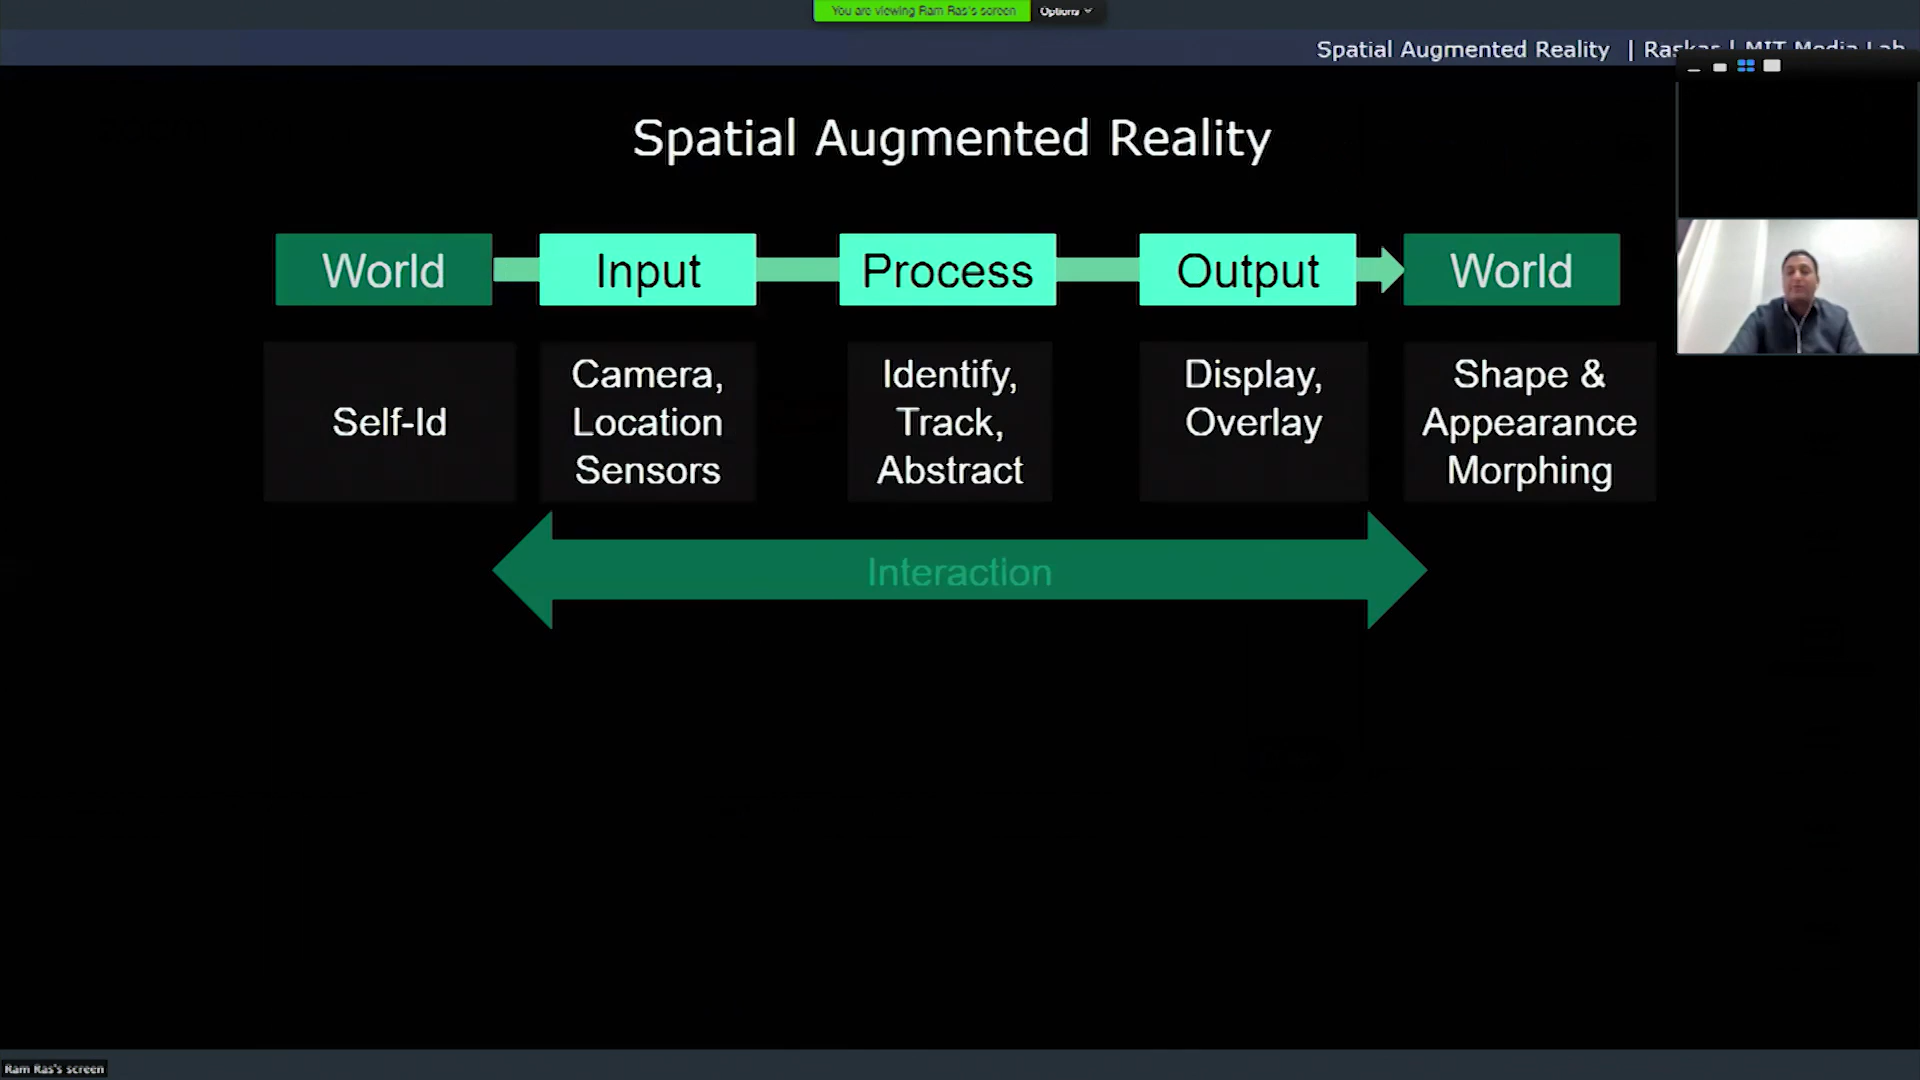 You are viewing Ram Ras's screen Options
Spatial Augmented Reality | Raskar | MIT Media Lab
Spatial Augmented Reality
World Input Process Output World
Self-Id
Camera,
Location
Sensors
Identify,
Track,
Abstract
Display,
Overlay
Shape &
Appearance
Morphing
Interaction
Ram Ras's screen